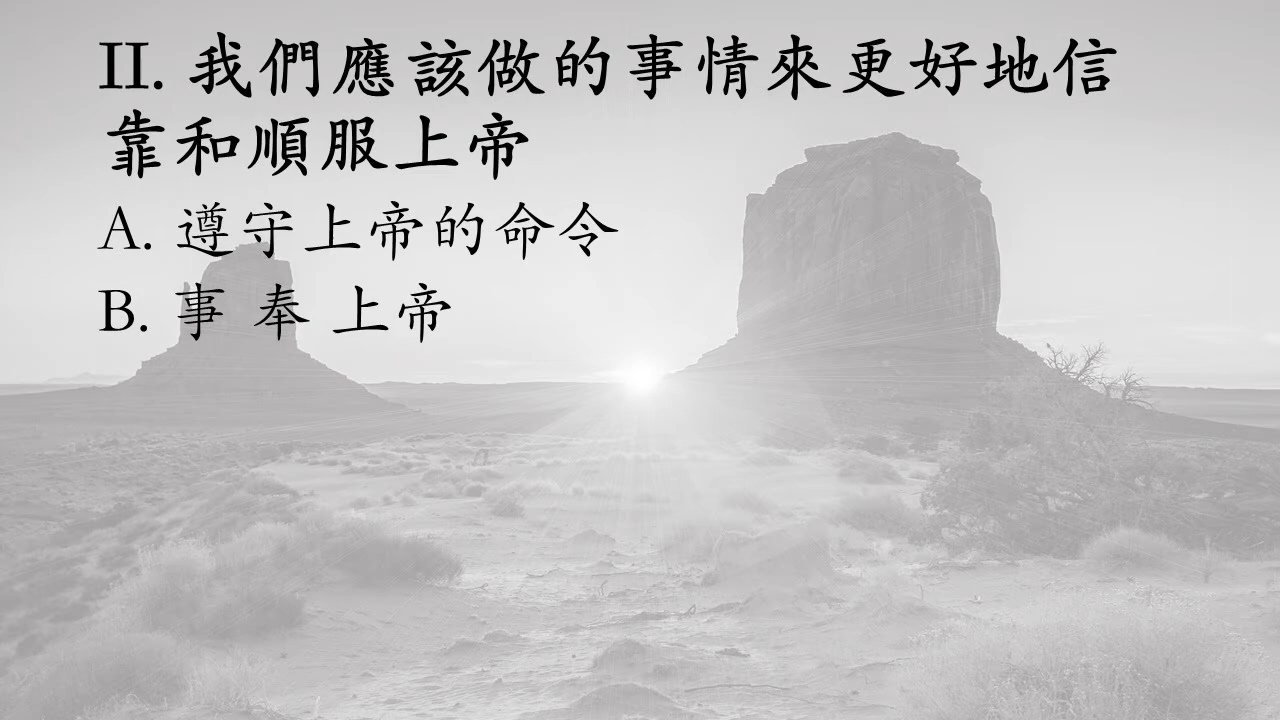 II. 我們應該做的事情來更好地信
靠和順服上帝
A. 遵守上帝的命令
B. 事 奉 上帝